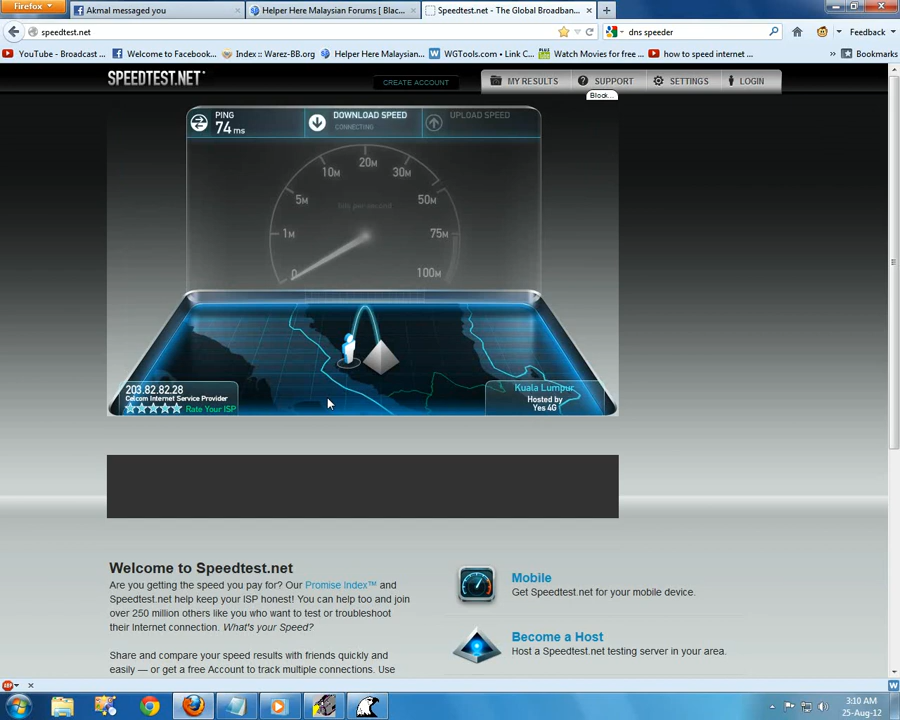 Firefox
Akmal messaged you
Helper Here Malaysian Forums [ Blac...
Speedtest.net - The Global Broadban...
speedtest.net
dns speeder
Feedback
YouTube - Broadcast ...
Welcome to Facebook...
Index :: Warez-BB.org
Helper Here Malaysian...
WGTools.com • Link C...
Watch Movies for free ...
how to speed internet ...
»
Bookmarks
SPEEDTEST.NET
CREATE ACCOUNT
MY RESULTS
SUPPORT
SETTINGS
LOGIN
Block...
PING
74 ms
DOWNLOAD SPEED
CONNECTING
UPLOAD SPEED
20M
10M
30M
5M
50M
1M
75M
0
100M
203.82.82.28
Celcom Internet Service Provider
Rate Your ISP
Kuala Lumpur
Hosted by
Yes 4G
Welcome to Speedtest.net
Are you getting the speed you pay for? Our Promise Index™ and
Speedtest.net help keep your ISP honest! You can help too and join
over 250 million others like you who want to test or troubleshoot
their Internet connection. What's your Speed?
Share and compare your speed results with friends quickly and
easily — or get a free Account to track multiple connections. Use
Mobile
Get Speedtest.net for your mobile device.
Become a Host
Host a Speedtest.net testing server in your area.
3:10 AM
25-Aug-12